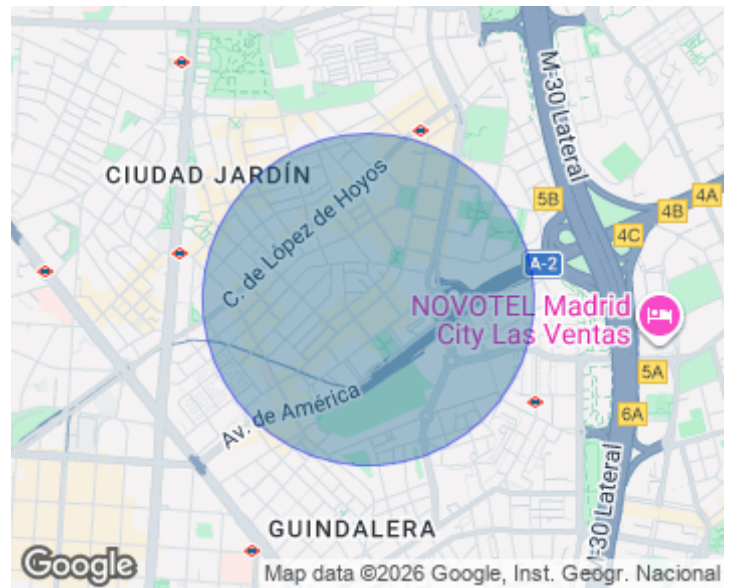 M-30 Lateral
CIUDAD JARDÍN
C. de López de Hoyos
5B
4A
4B
4C
A-2
NOVOTEL Madrid
City Las Ventas
5A
6A
Av. de América
M-30 Lateral
GUINDALERA
Google
Map data ©2026 Google, Inst. Geogr. Nacional